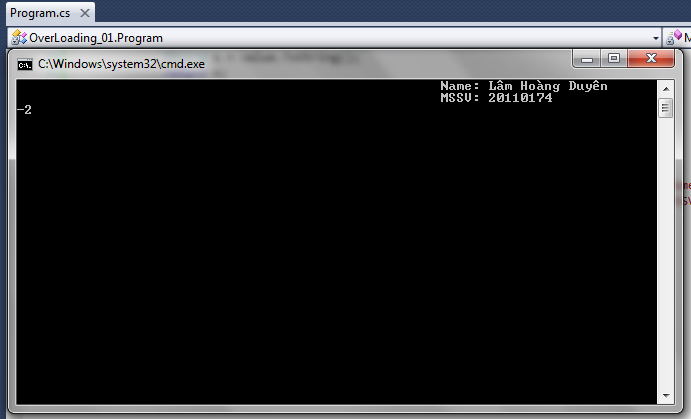 Program.cs
OverLoading_01.Program
C:\Windows\system32\cmd.exe
Name: Lâm Hoàng Duyên
MSSV: 20110174
-2